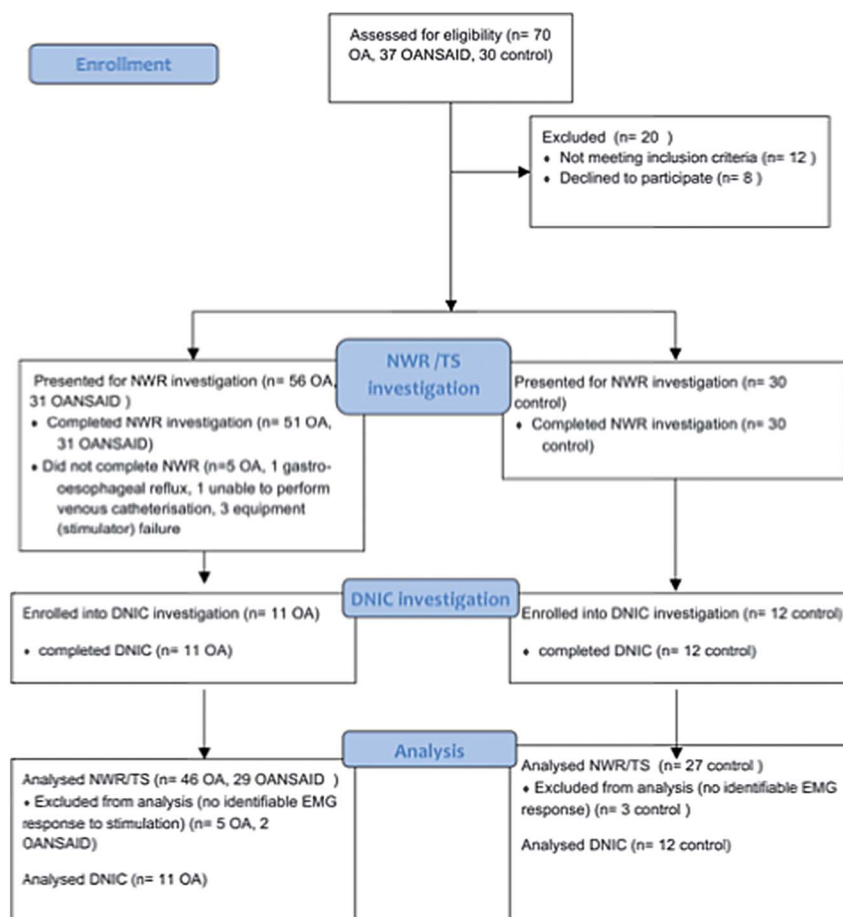 Assessed for eligibility (n= 70
OA, 37 OANSAID, 30 control)
Enrollment
Excluded (n= 20 )
♦ Not meeting inclusion criteria (n= 12 )
♦ Declined to participate (n= 8 )
NWR /TS
investigation
Presented for NWR investigation (n= 56 OA,
31 OANSAID )
♦ Completed NWR investigation (n= 51 OA,
31 OANSAID)
♦ Did not complete NWR (n=5 OA, 1 gastro-
oesophageal reflux, 1 unable to perform
venous catheterisation, 3 equipment
(stimulator) failure
Presented for NWR investigation (n= 30
control)
♦ Completed NWR investigation (n= 30
control)
DNIC investigation
Enrolled into DNIC investigation (n= 11 OA)
♦ completed DNIC (n= 11 OA)
Enrolled into DNIC investigation (n= 12 control)
♦ completed DNIC (n= 12 control)
Analysis
Analysed NWR/TS (n= 46 OA, 29 OANSAID )
♦ Excluded from analysis (no identifiable EMG
response to stimulation) (n= 5 OA, 2
OANSAID)
Analysed DNIC (n= 11 OA)
Analysed NWR/TS (n= 27 control )
♦ Excluded from analysis (no identifiable EMG
response) (n= 3 control )
Analysed DNIC (n= 12 control)